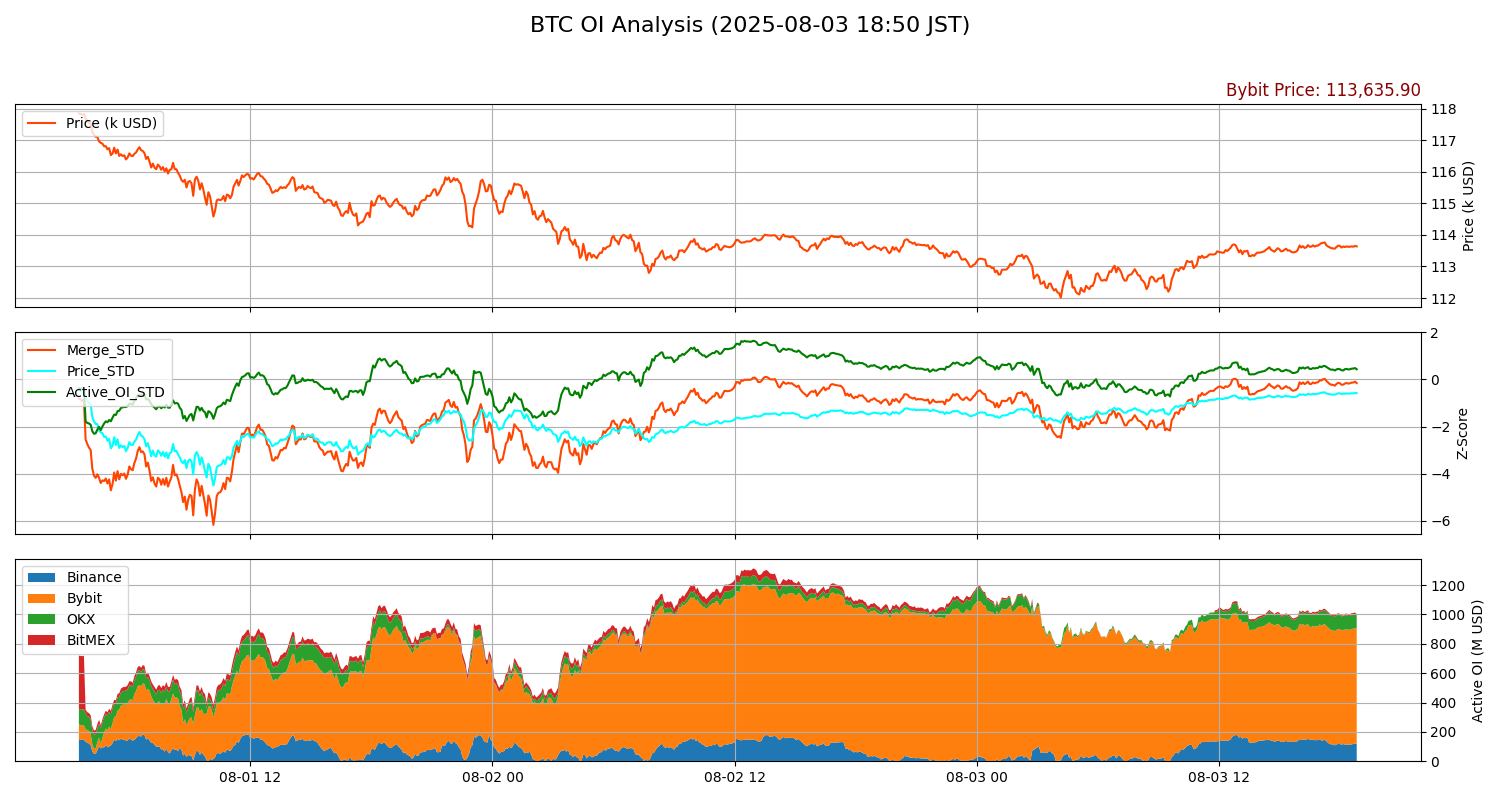 BTC OI Analysis (2025-08-03 18:50 JST)
Bybit Price: 113,635.90
Price (k USD)
118
117
116
115
114
113
112
Price (k USD)
Merge_STD
Price_STD
Active_OI_STD
2
0
−2
−4
−6
Z-Score
Binance
Bybit
OKX
BitMEX
1200
1000
800
600
400
200
0
Active OI (M USD)
08-01 12
08-02 00
08-02 12
08-03 00
08-03 12